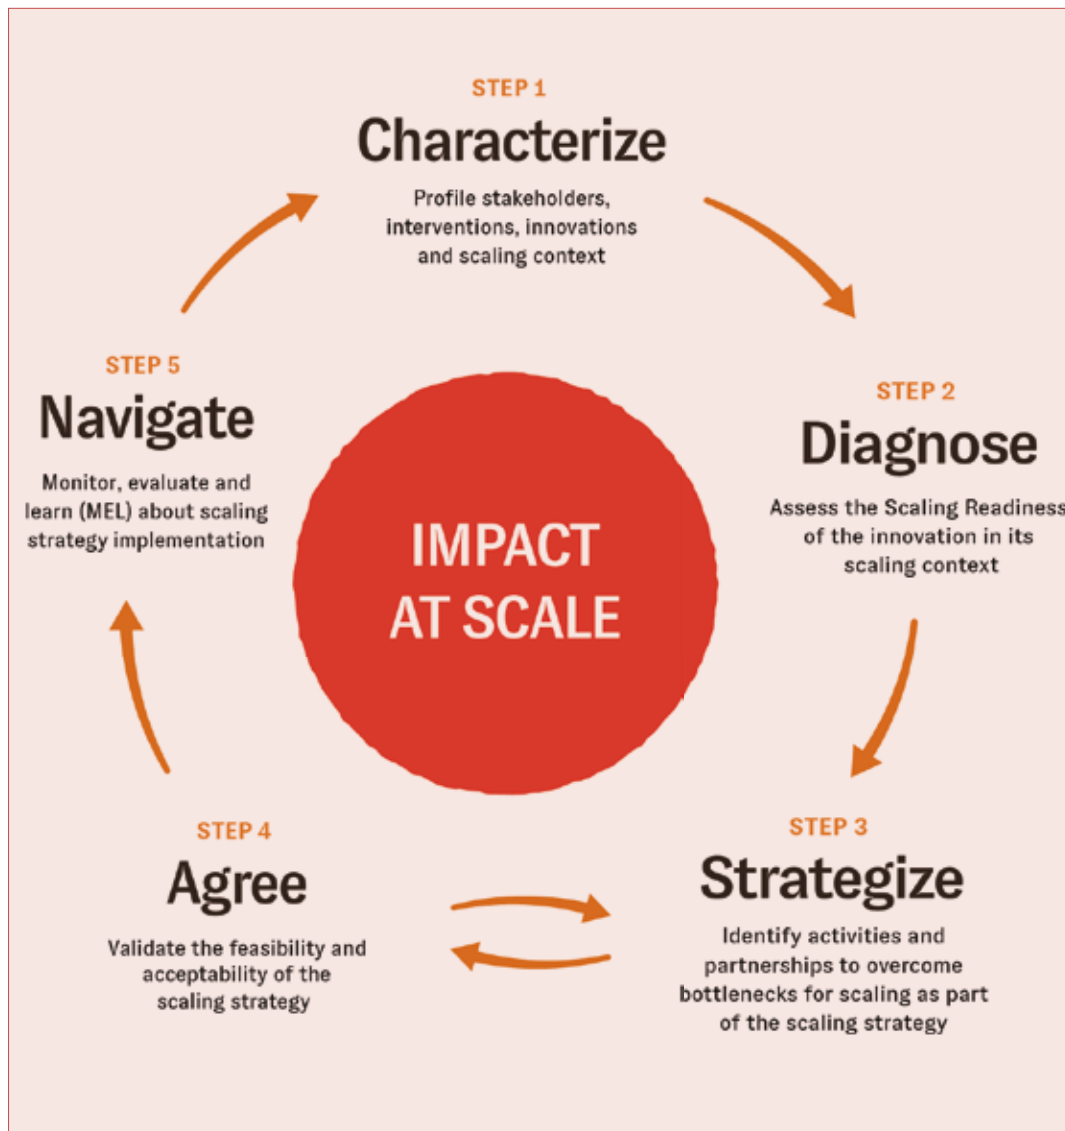 STEP 1
Characterize
Profile stakeholders,
interventions, innovations
and scaling context
STEP 2
Diagnose
Assess the Scaling Readiness
of the innovation in its
scaling context
STEP 3
Strategize
Identify activities and
partnerships to overcome
bottlenecks for scaling as part
of the scaling strategy
STEP 4
Agree
Validate the feasibility and
acceptability of the
scaling strategy
STEP 5
Navigate
Monitor, evaluate and
learn (MEL) about scaling
strategy implementation
IMPACT
AT SCALE